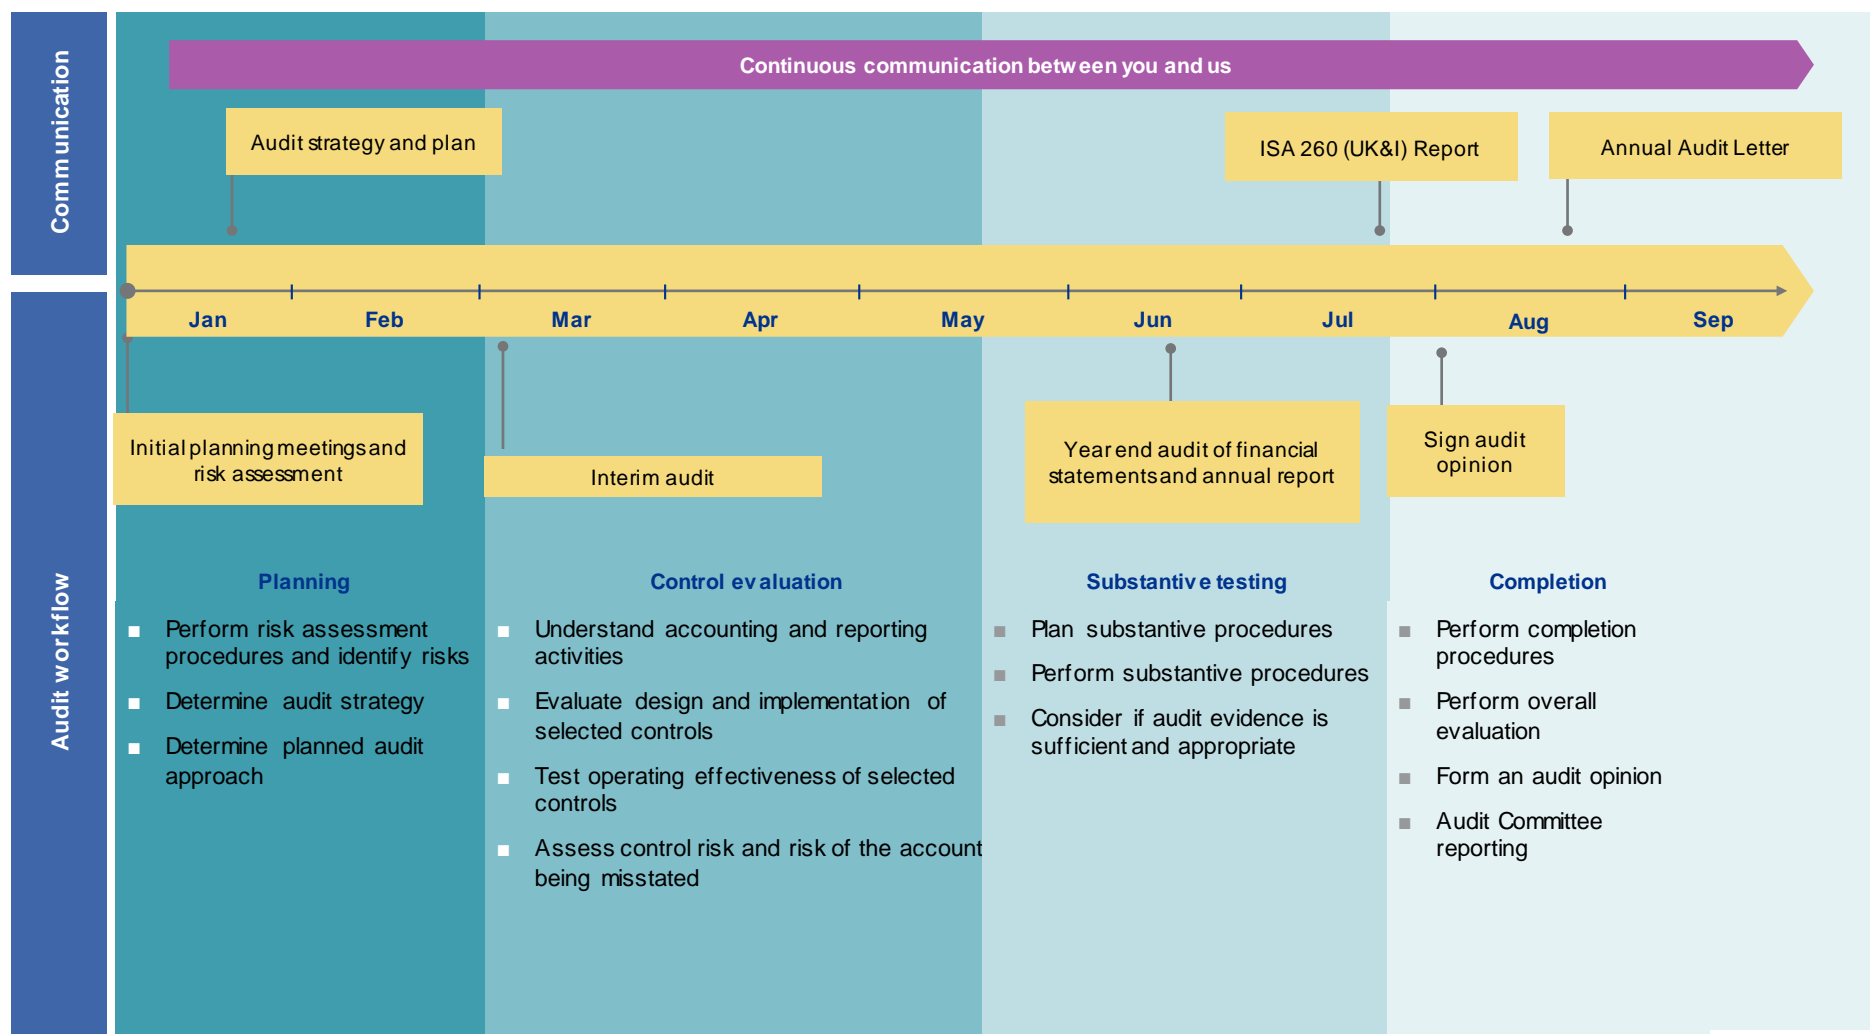 Communication
Continuous communication between you and us
Audit strategy and plan
ISA 260 (UK&I) Report
Annual Audit Letter
Jan
Feb
Mar
Apr
May
Jun
Jul
Aug
Sep
Initial planning meetings and
risk assessment
Interim audit
Year end audit of financial
statements and annual report
Sign audit
opinion
Audit workflow
Planning
Perform risk assessment
procedures and identify risks
Determine audit strategy
Determine planned audit
approach
Control evaluation
Understand accounting and reporting
activities
Evaluate design and implementation of
selected controls
Test operating effectiveness of selected
controls
Assess control risk and risk of the account
being misstated
Substantive testing
Plan substantive procedures
Perform substantive procedures
Consider if audit evidence is
sufficient and appropriate
Completion
Perform completion
procedures
Perform overall
evaluation
Form an audit opinion
Audit Committee
reporting